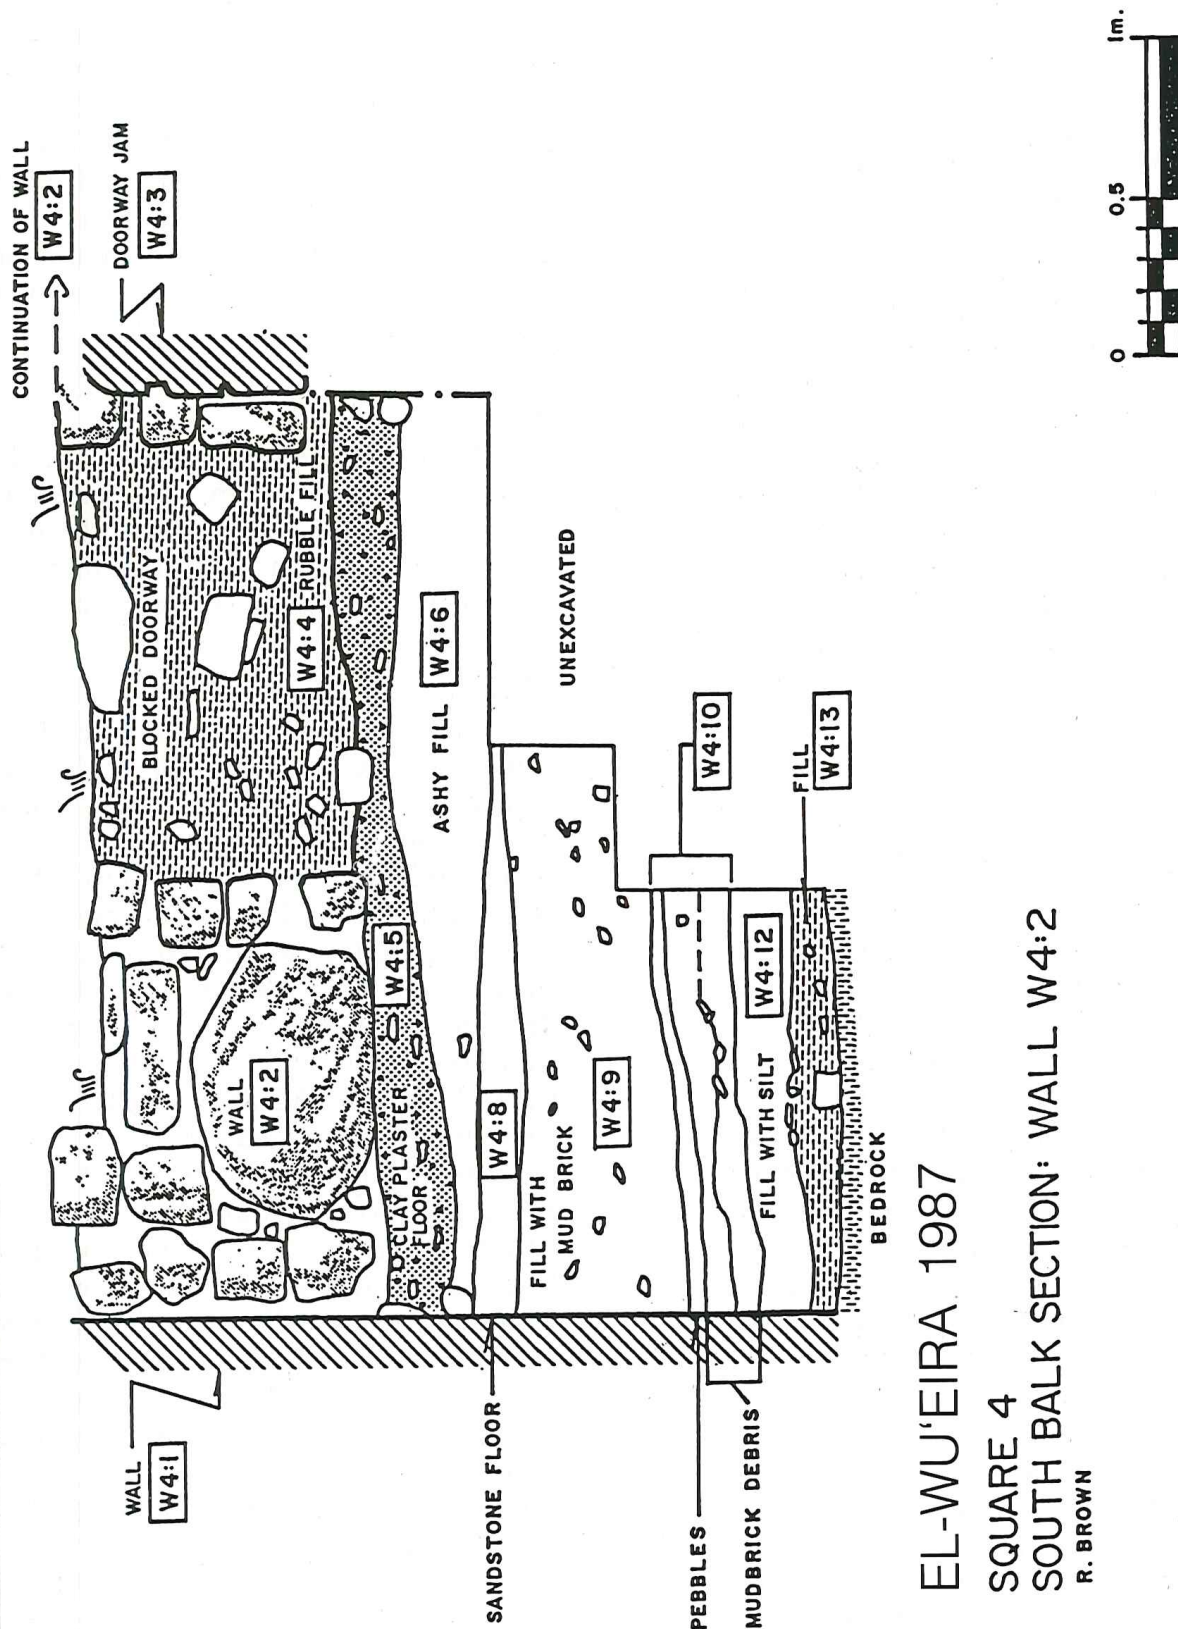 CONTINUATION OF WALL
W4:2
DOORWAY JAM
W4:3
WALL
W4:1
BLOCKED DOORWAY
W4:4
RUBBLE FILL
WALL
W4:2
CLAY PLASTER
FLOOR
W4:5
ASHY FILL
W4:6
SANDSTONE FLOOR
W4:8
FILL WITH
MUD BRICK
W4:9
UNEXCAVATED
W4:10
PEBBLES
MUDBRICK DEBRIS
FILL WITH SILT
W4:12
FILL
W4:13
BEDROCK
EL-WU'EIRA 1987
SQUARE 4
SOUTH BALK SECTION: WALL W4:2
R. BROWN
0
0.5
1m.